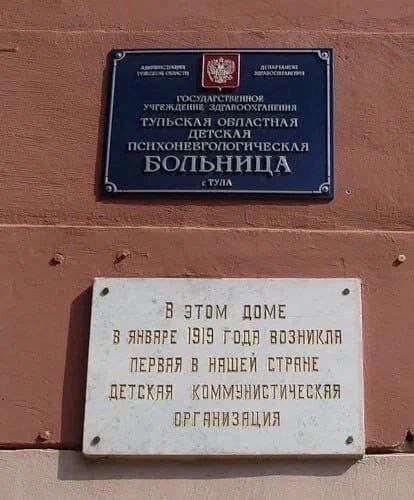 АДМИНИСТРАЦИЯ ДЕПАРТАМЕНТ
ТУЛЬСКОЙ ОБЛАСТИ ЗДРАВООХРАНЕНИЯ
ГОСУДАРСТВЕННОЕ
УЧРЕЖДЕНИЕ ЗДРАВООХРАНЕНИЯ
ТУЛЬСКАЯ ОБЛАСТНАЯ
ДЕТСКАЯ
ПСИХОНЕВРОЛОГИЧЕСКАЯ
БОЛЬНИЦА
г. ТУЛА
В ЭТОМ ДОМЕ
В ЯНВАРЕ 1919 ГОДА ВОЗНИКЛА
ПЕРВАЯ В НАШЕЙ СТРАНЕ
ДЕТСКАЯ КОММУНИСТИЧЕСКАЯ
ОРГАНИЗАЦИЯ